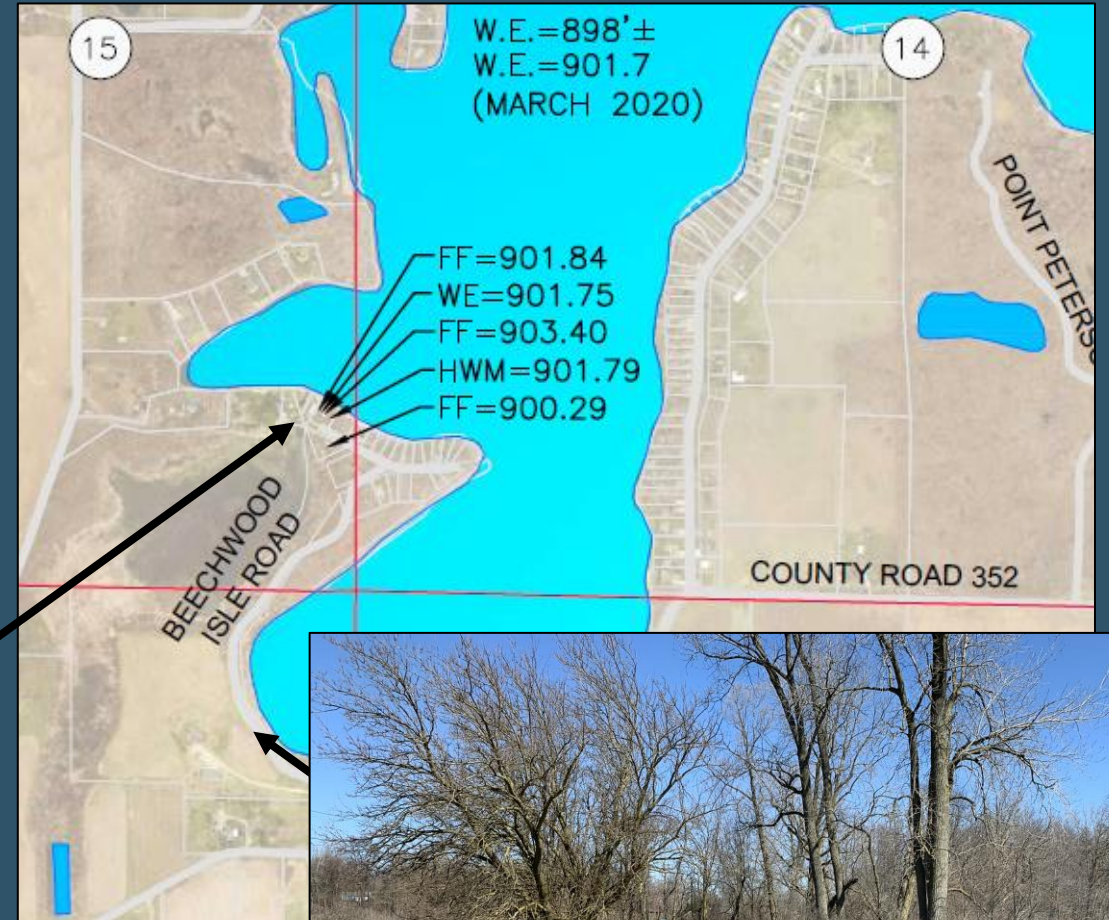 15
W.E.=898'±
W.E.=901.7
(MARCH 2020)
14
POINT PETERS
FF=901.84
WE=901.75
FF=903.40
HWM=901.79
FF=900.29
BEECHWOOD
ISLE ROAD
COUNTY ROAD 352